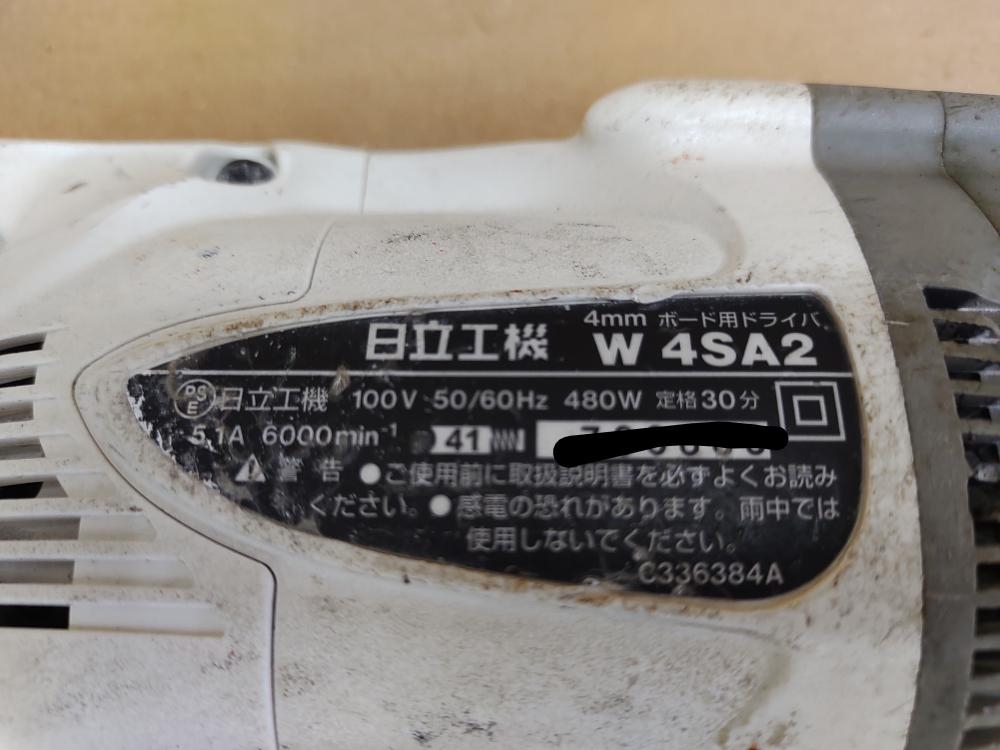 4mm ボード用ドライバ
日立工機 W 4SA2
PSE 日立工機 100V 50/60Hz 480W 定格30分
5.1A 6000min⁻¹ 41
警告 ●ご使用前に取扱説明書を必ずよくお読み
ください。●感電の恐れがあります。雨中では
使用しないでください。
C336384A